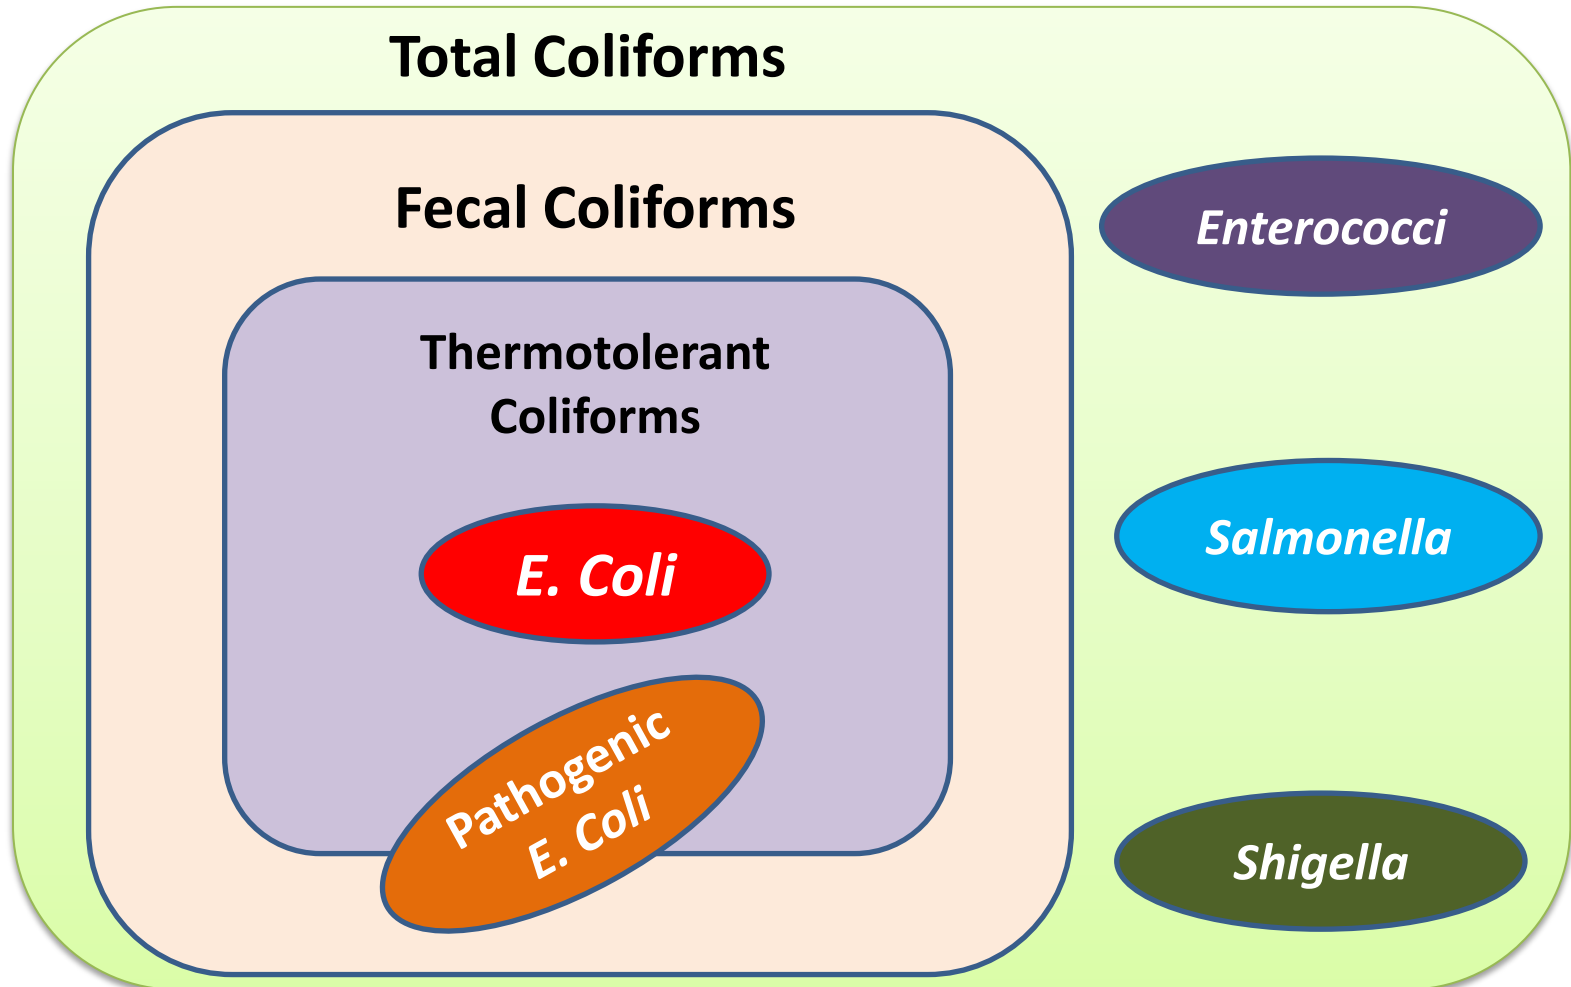 Total Coliforms
Fecal Coliforms
Thermotolerant
Coliforms
E. Coli
Pathogenic
E. Coli
Enterococci
Salmonella
Shigella